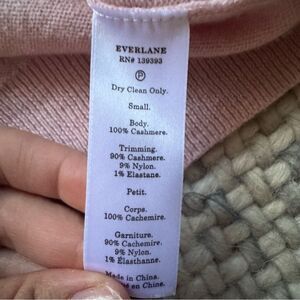 EVERLANE
RN# 139393
P
Dry Clean Only.
Small.
Body.
100% Cashmere.
Trimming.
90% Cashmere.
9% Nylon.
1% Elastane.
Petit.
Corps.
100% Cachemire.
Garniture.
90% Cachemire.
9% Nylon.
1% Élasthanne.
Made in China.
en Chine.